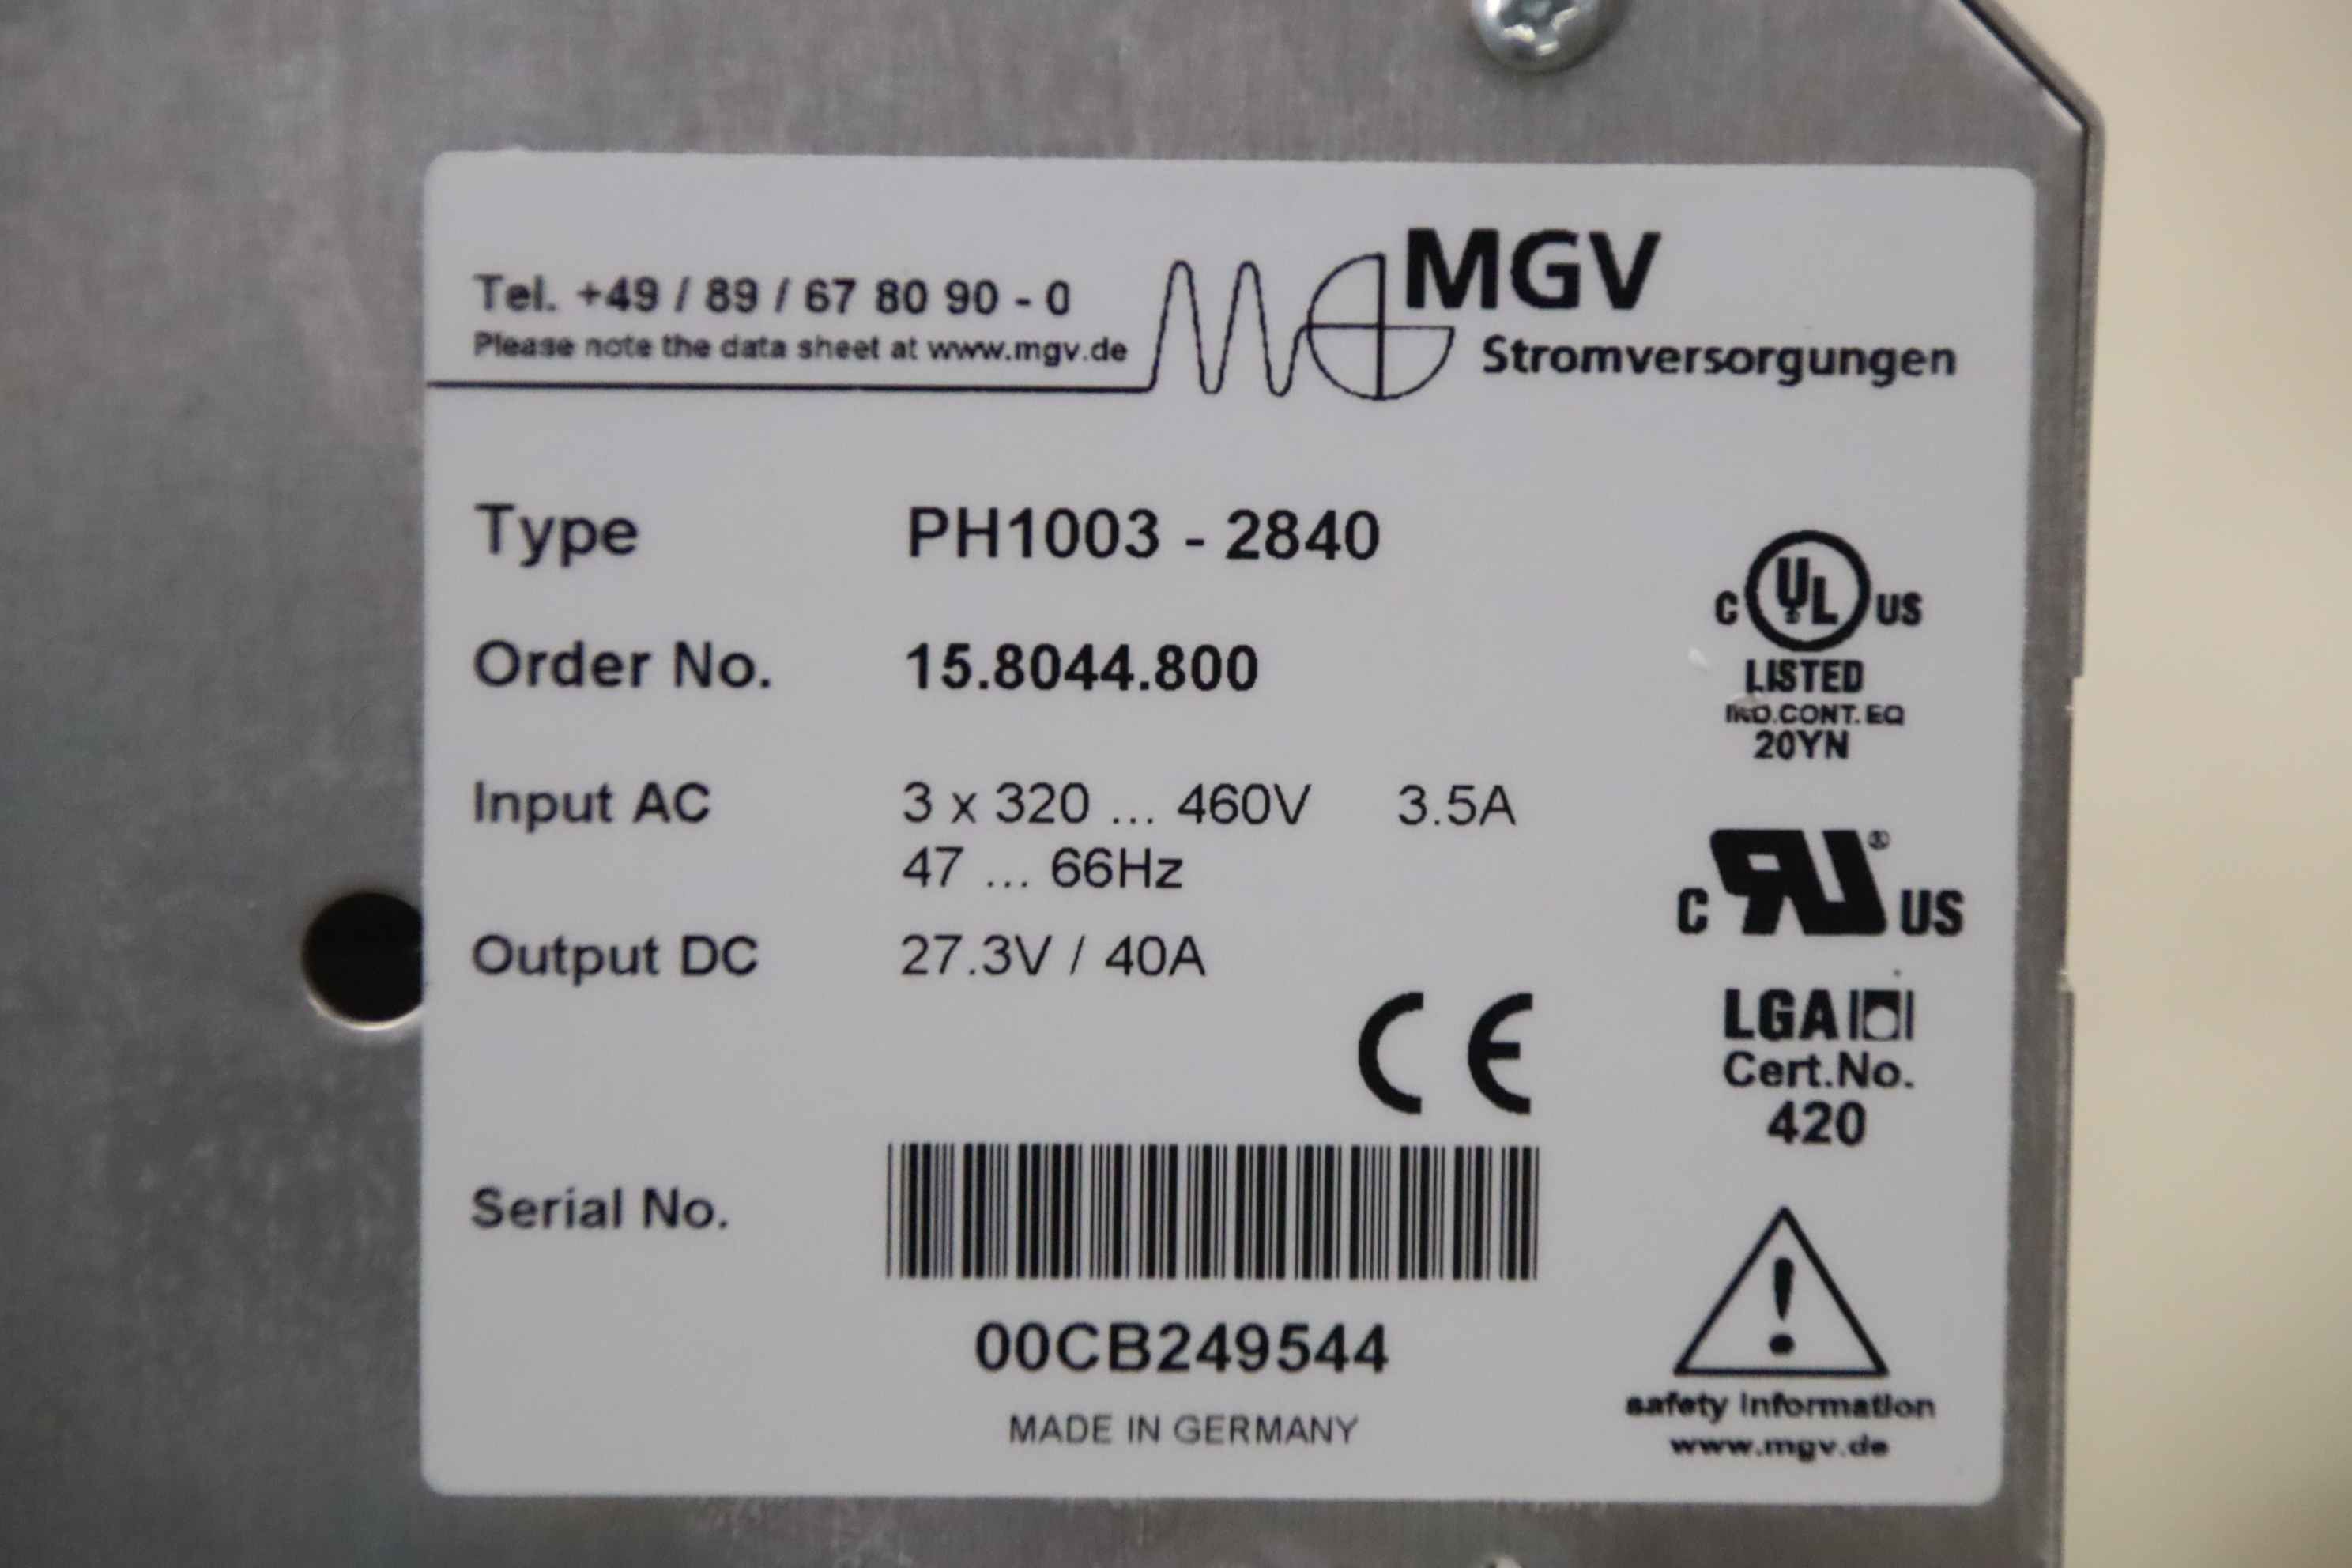 Tel. +49 / 89 / 67 80 90 - 0
Please note the data sheet at www.mgv.de
MGV
Stromversorgungen
Type PH1003 - 2840
Order No. 15.8044.800
Input AC 3 x 320 ... 460V 3.5A
47 ... 66Hz
Output DC 27.3V / 40A
CE
Serial No.
00CB249544
MADE IN GERMANY
C UL US
LISTED
IND.CONT.EQ
20YN
C RU ® US
LGA
Cert.No.
420
!
safety information
www.mgv.de